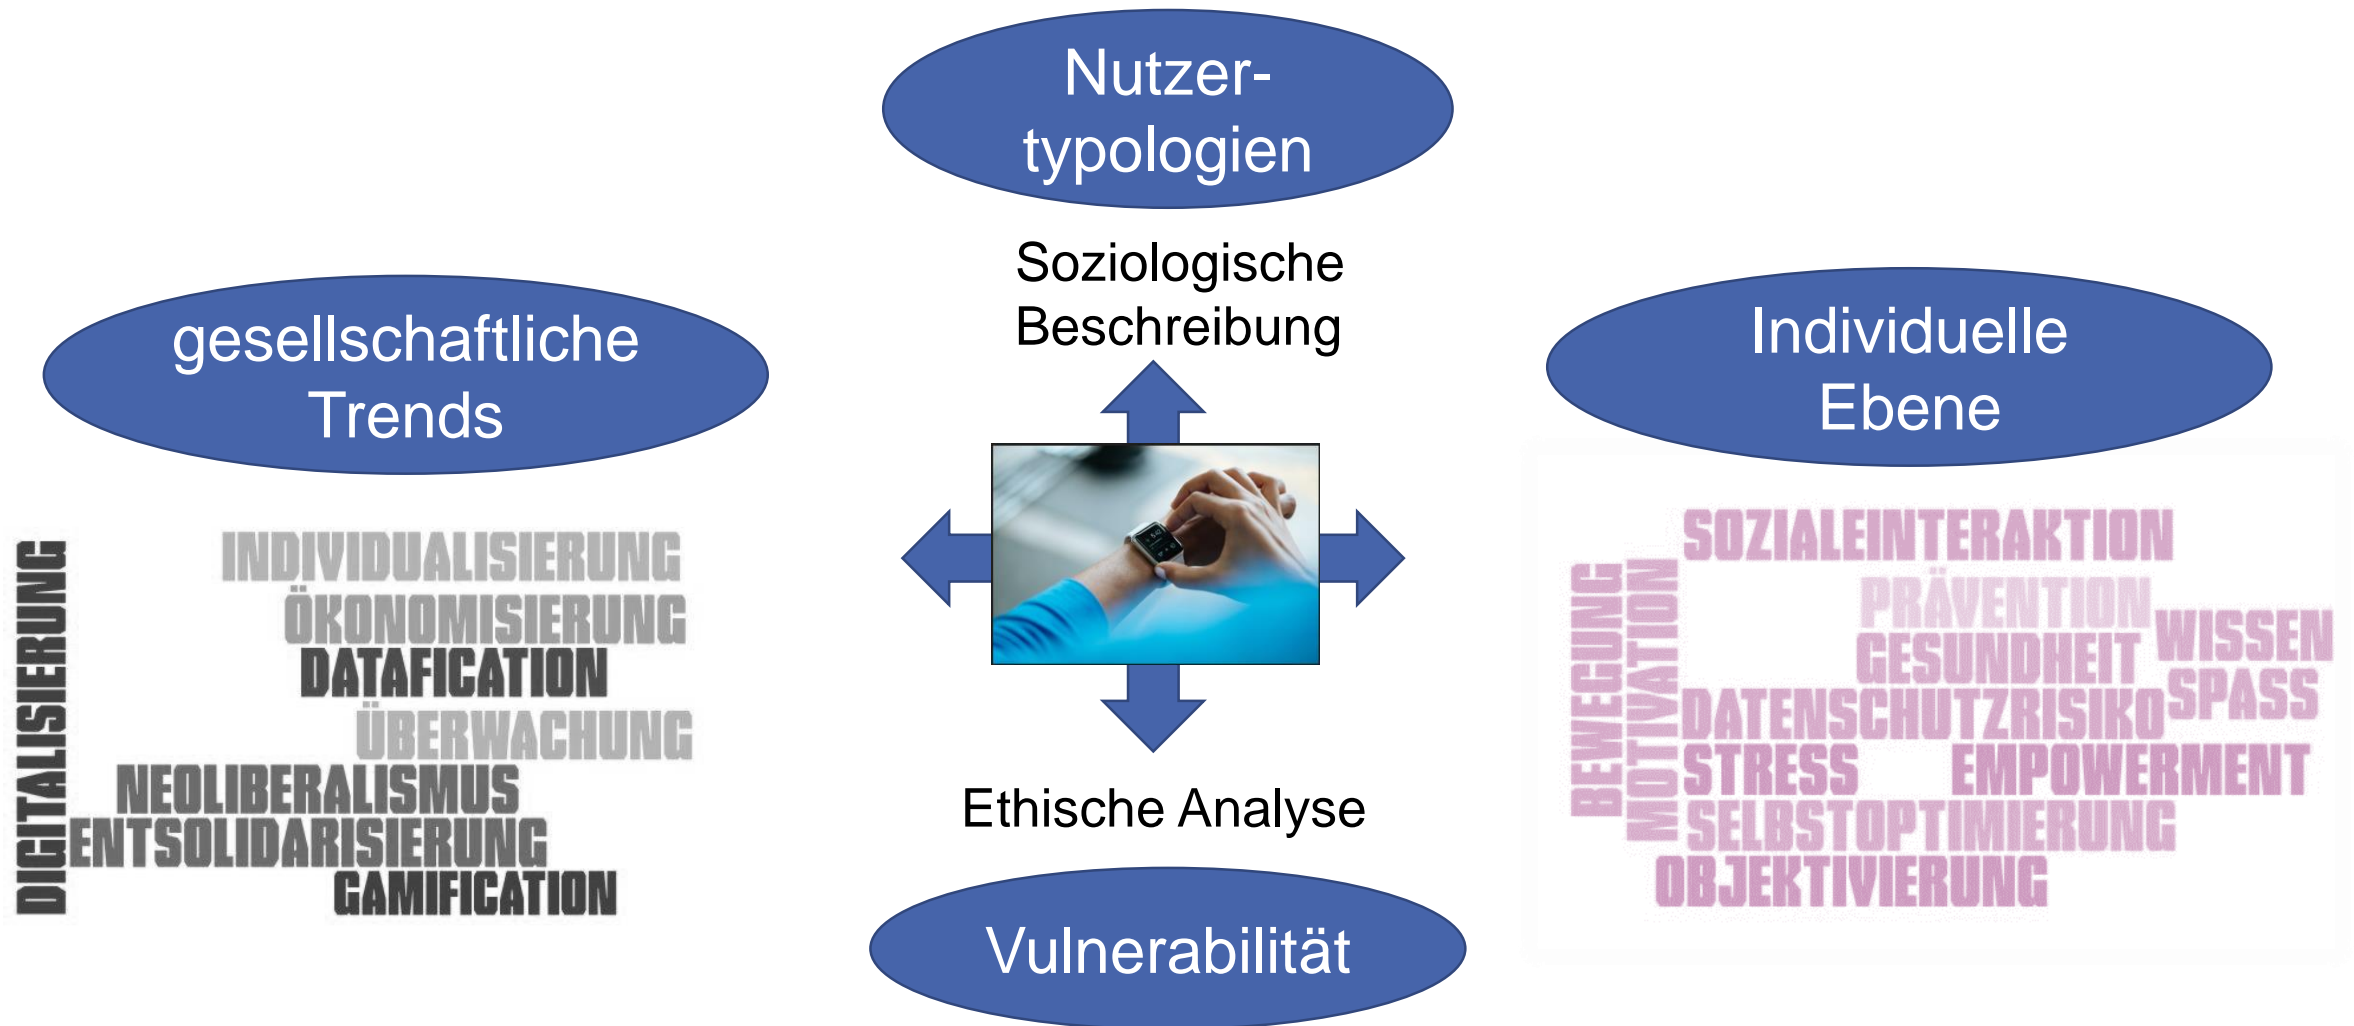 Nutzer-
typologien
Soziologische
Beschreibung
gesellschaftliche
Trends
Individuelle
Ebene
DIGITALISIERUNG
INDIVIDUALISIERUNG
ÖKONOMISIERUNG
DATAFICATION
ÜBERWACHUNG
NEOLIBERALISMUS
ENTSOLIDARISIERUNG
GAMIFICATION
BEWEGUNG
MOTIVATION
SOZIALEINTERAKTION
PRÄVENTION
GESUNDHEIT
WISSEN
SPASS
DATENSCHUTZRISIKO
STRESS
EMPOWERMENT
SELBSTOPTIMIERUNG
OBJEKTIVIERUNG
Ethische Analyse
Vulnerabilität